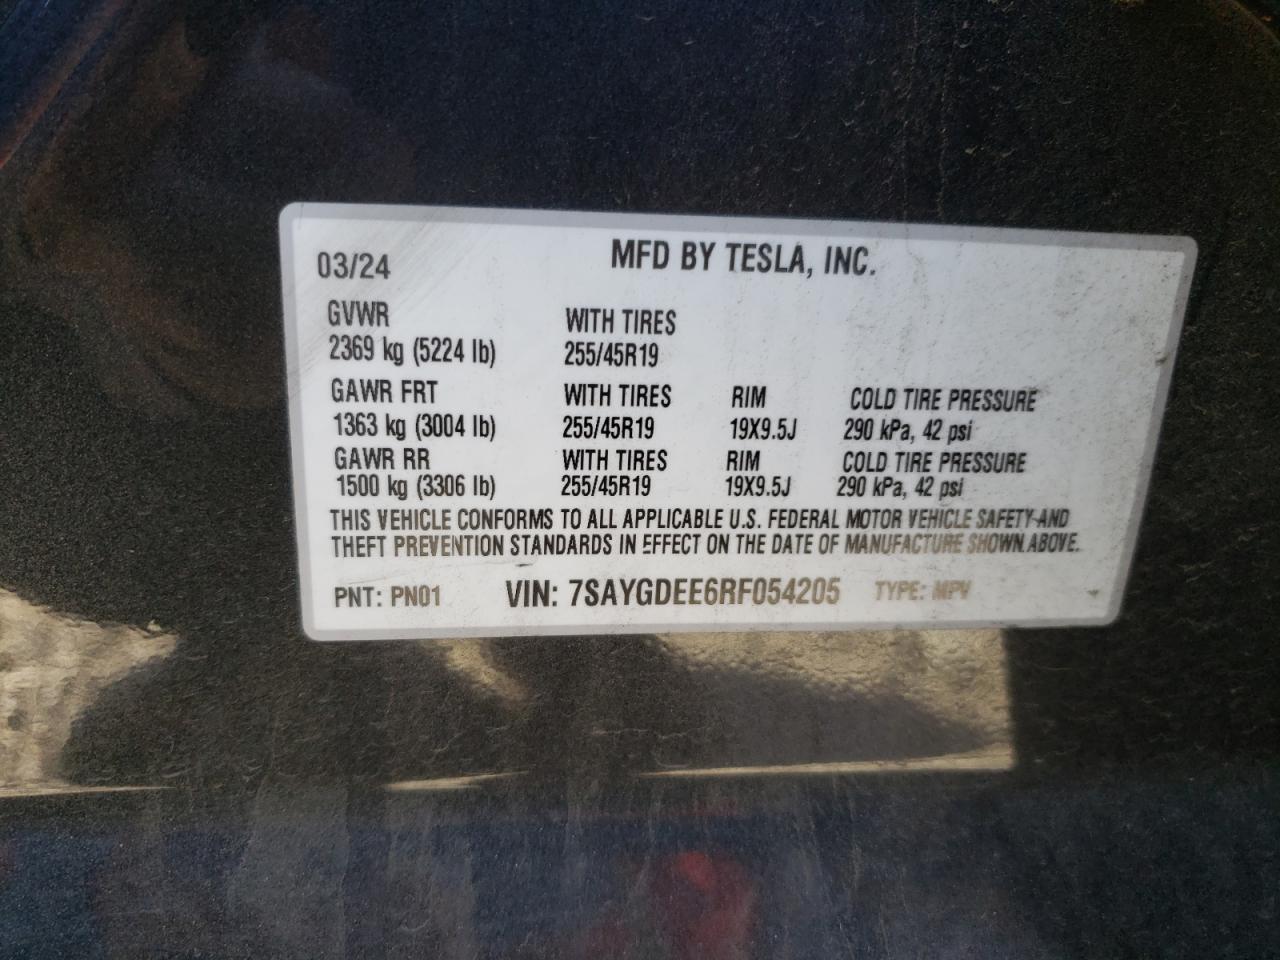 MFD BY TESLA, INC.
03/24
GVWR WITH TIRES
2369 kg (5224 lb) 255/45R19
GAWR FRT WITH TIRES RIM COLD TIRE PRESSURE
1363 kg (3004 lb) 255/45R19 19X9.5J 290 kPa, 42 psi
GAWR RR WITH TIRES RIM COLD TIRE PRESSURE
1500 kg (3306 lb) 255/45R19 19X9.5J 290 kPa, 42 psi
THIS VEHICLE CONFORMS TO ALL APPLICABLE U.S. FEDERAL MOTOR VEHICLE SAFETY AND
THEFT PREVENTION STANDARDS IN EFFECT ON THE DATE OF MANUFACTURE SHOWN ABOVE.
PNT: PN01 VIN: 7SAYGDEE6RF054205 TYPE: MPV